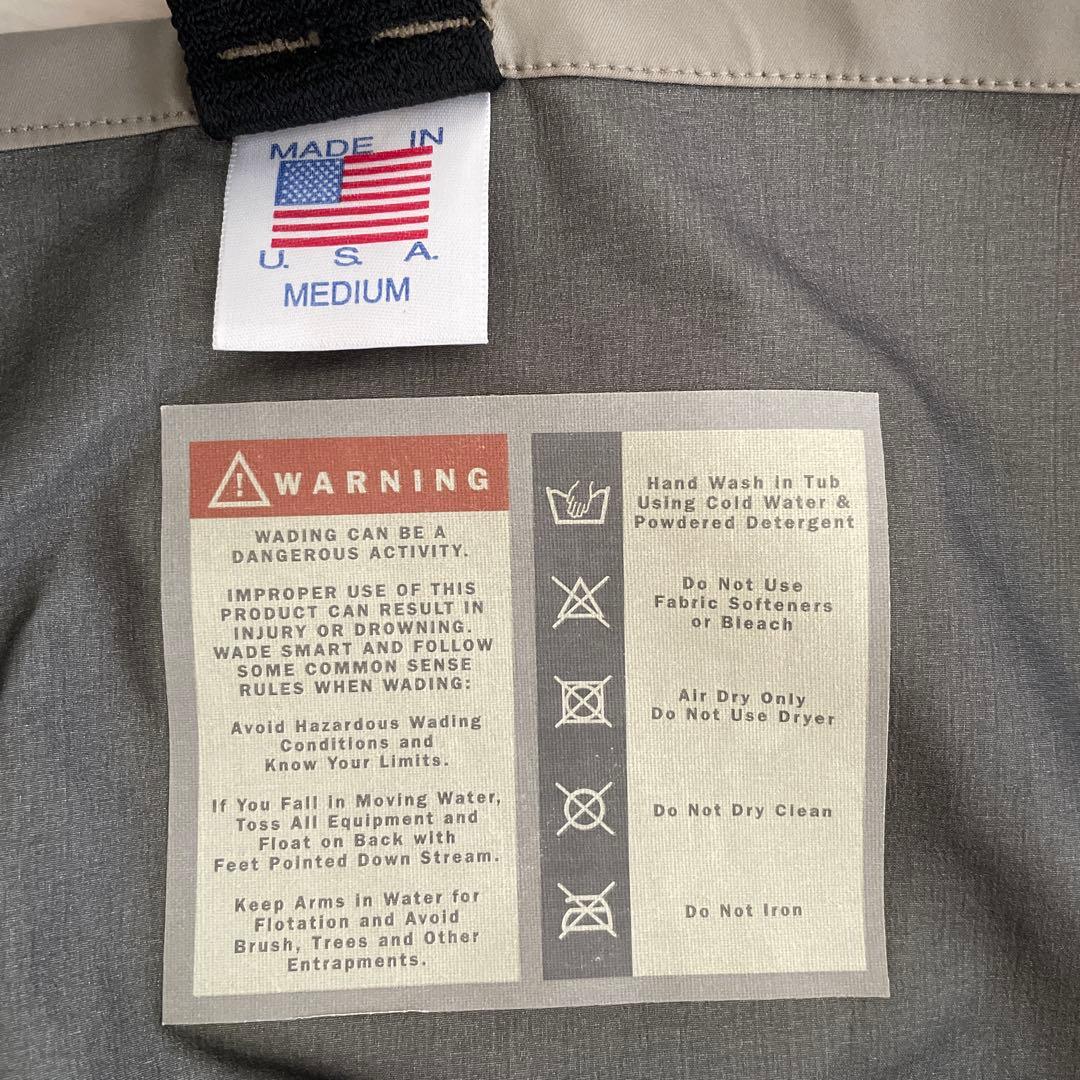 MADE IN
U. S. A.
MEDIUM
WARNING
WADING CAN BE A
DANGEROUS ACTIVITY.
IMPROPER USE OF THIS
PRODUCT CAN RESULT IN
INJURY OR DROWNING.
WADE SMART AND FOLLOW
SOME COMMON SENSE
RULES WHEN WADING:
Avoid Hazardous Wading
Conditions and
Know Your Limits.
If You Fall in Moving Water,
Toss All Equipment and
Float on Back with
Feet Pointed Down Stream.
Keep Arms in Water for
Flotation and Avoid
Brush, Trees and Other
Entrapments.
Hand Wash in Tub
Using Cold Water &
Powdered Detergent
Do Not Use
Fabric Softeners
or Bleach
Air Dry Only
Do Not Use Dryer
Do Not Dry Clean
Do Not Iron